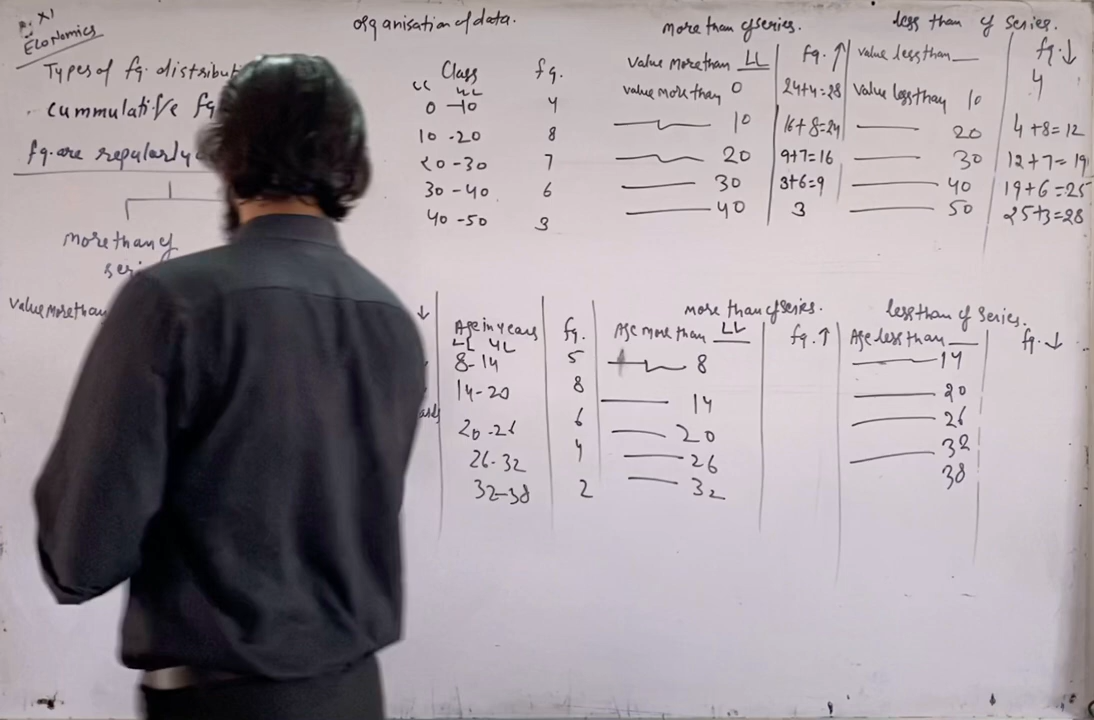 XI
Economics
Organisation of data.
Types of fq. distributi
cummulatiVe fq
fq. are regularly
more than cf
seri
Value More than
Class fq.
LL UL
0 - 10 4
10 - 20 8
20 - 30 7
30 - 40 6
40 - 50 3
more than cf series.
Value More than LL fq. ↑
Value more than 0 24+4=28
10 16+8=24
20 9+7=16
30 3+6=9
40 3
less than cf series.
Value less than fq. ↓
Value less than 10 4
20 4+8=12
30 12+7=19
40 19+6=25
50 25+3=28
↓
Age in years fq.
LL UL
8-14 5
14-20 8
20-26 6
26-32 4
32-38 2
more than cf series.
Age more than LL fq. ↑
8
14
20
26
32
less than cf series.
Age less than fq. ↓
14
20
26
32
38